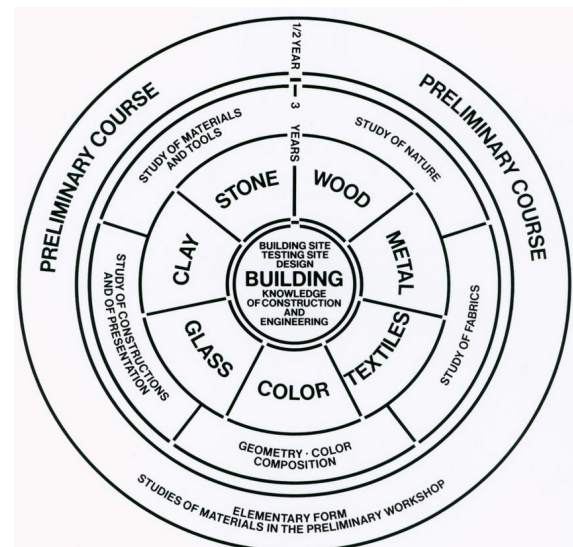 1/2 YEAR
PRELIMINARY COURSE
PRELIMINARY COURSE
ELEMENTARY FORM
STUDIES OF MATERIALS IN THE PRELIMINARY WORKSHOP
3 YEARS
STUDY OF MATERIALS
AND TOOLS
STUDY OF NATURE
STUDY OF FABRICS
GEOMETRY · COLOR
COMPOSITION
STUDY OF CONSTRUCTIONS
AND OF PRESENTATION
STONE
WOOD
METAL
TEXTILES
COLOR
GLASS
CLAY
BUILDING SITE
TESTING SITE
DESIGN
BUILDING
KNOWLEDGE
OF CONSTRUCTION
AND
ENGINEERING